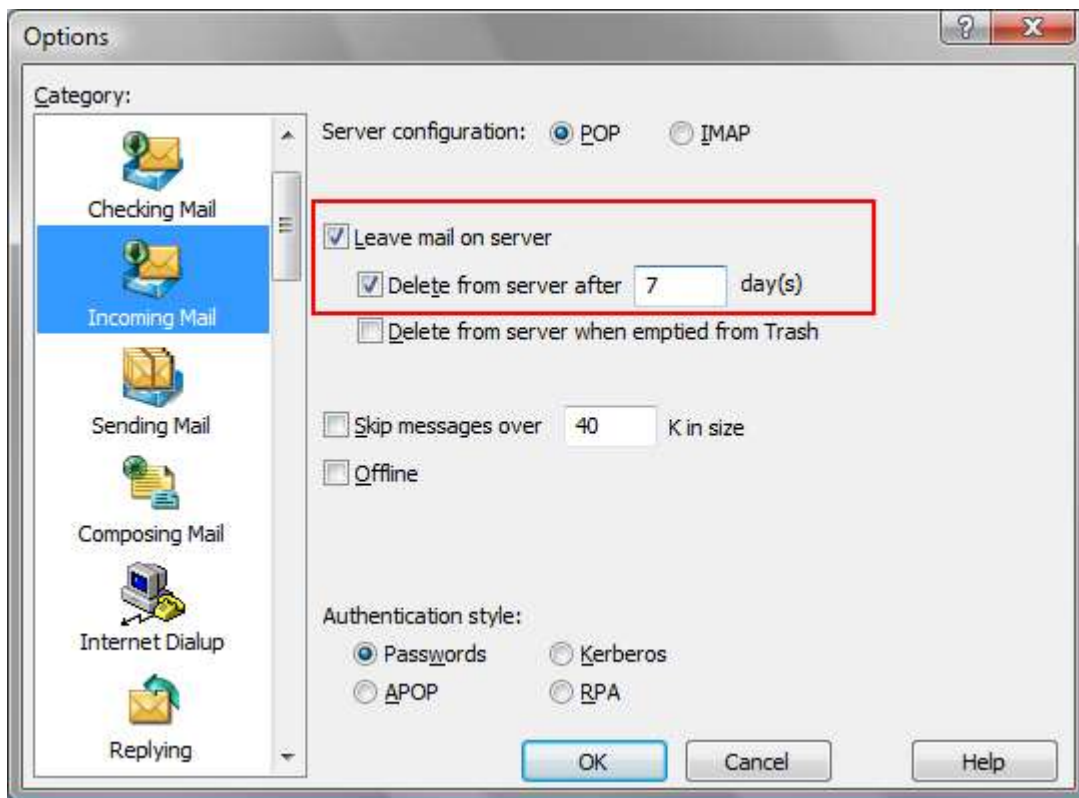 Options
Category:
Checking Mail
Incoming Mail
Sending Mail
Composing Mail
Internet Dialup
Replying
Server configuration: POP IMAP
Leave mail on server
Delete from server after 7 day(s)
Delete from server when emptied from Trash
Skip messages over 40 K in size
Offline
Authentication style:
Passwords Kerberos
APOP RPA
OK Cancel Help